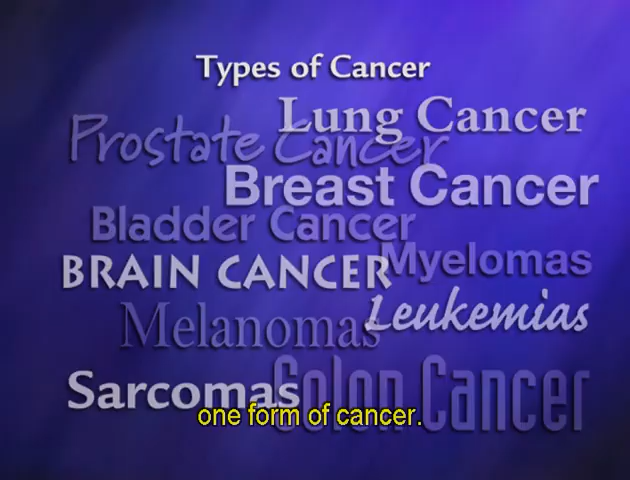 Types of Cancer
Lung Cancer
Prostate Cancer
Breast Cancer
Bladder Cancer
Myelomas
BRAIN CANCER
Leukemias
Melanomas
Sarcomas
Colon Cancer
one form of cancer.